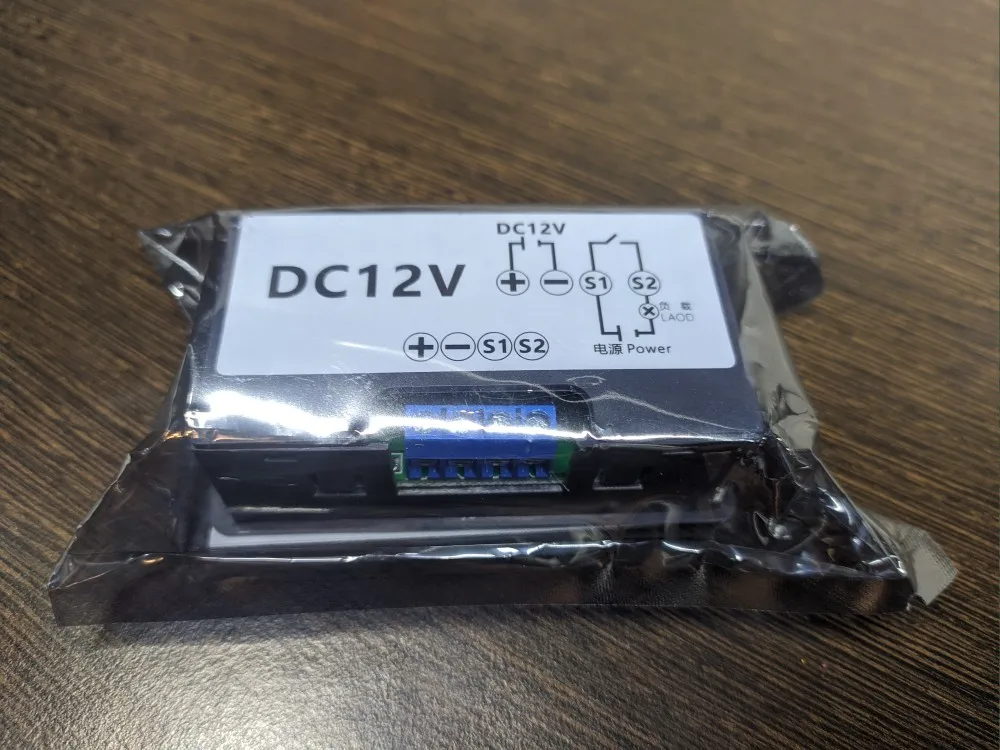 DC12V
DC12V
+ − S1 S2
负 载
LAOD
电源 Power
+ − S1 S2